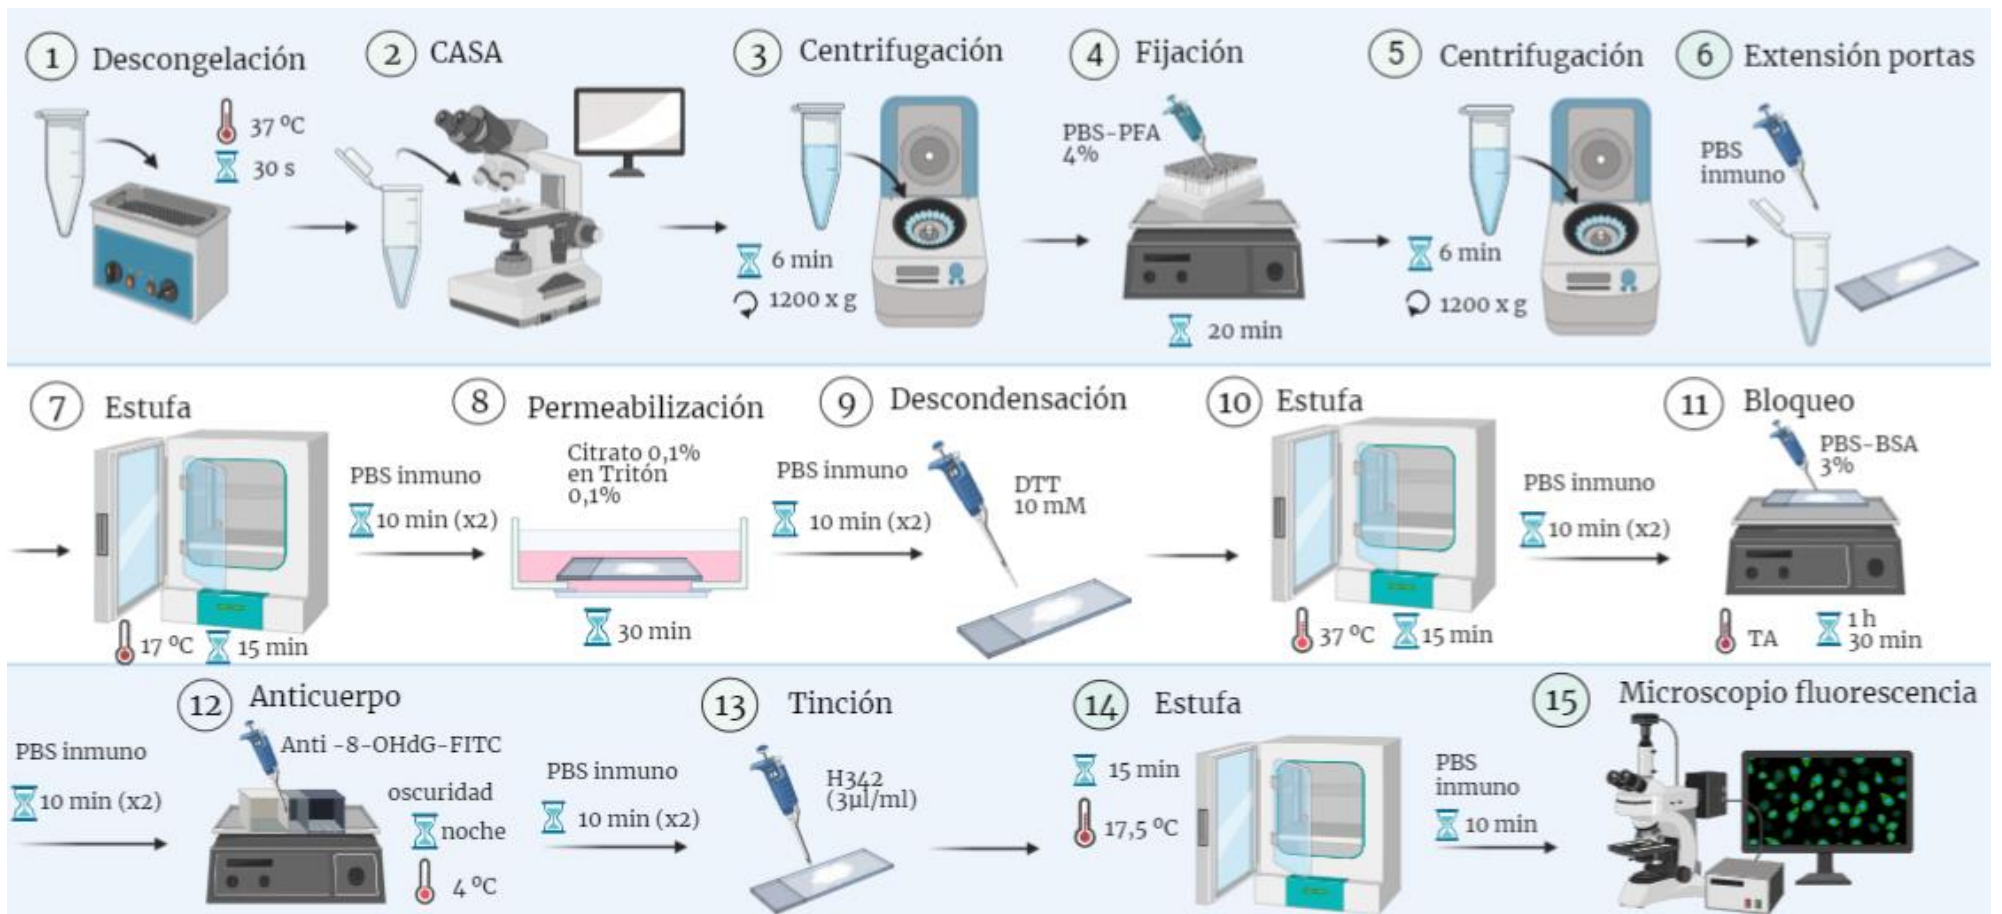 1 Descongelación
37 ºC
30 s
2 CASA
3 Centrifugación
6 min
1200 x g
4 Fijación
PBS-PFA
4%
20 min
5 Centrifugación
6 min
1200 x g
6 Extensión portas
PBS
inmuno
7 Estufa
17 ºC
15 min
PBS inmuno
10 min (x2)
8 Permeabilización
Citrato 0,1%
en Tritón
0,1%
30 min
PBS inmuno
10 min (x2)
9 Descondensación
DTT
10 mM
10 Estufa
37 ºC
15 min
PBS inmuno
10 min (x2)
11 Bloqueo
PBS-BSA
3%
TA
1 h
30 min
PBS inmuno
10 min (x2)
12 Anticuerpo
Anti -8-OHdG-FITC
oscuridad
noche
4 ºC
PBS inmuno
10 min (x2)
13 Tinción
H342
(3µl/ml)
14 Estufa
15 min
17,5 ºC
PBS
inmuno
10 min
15 Microscopio fluorescencia